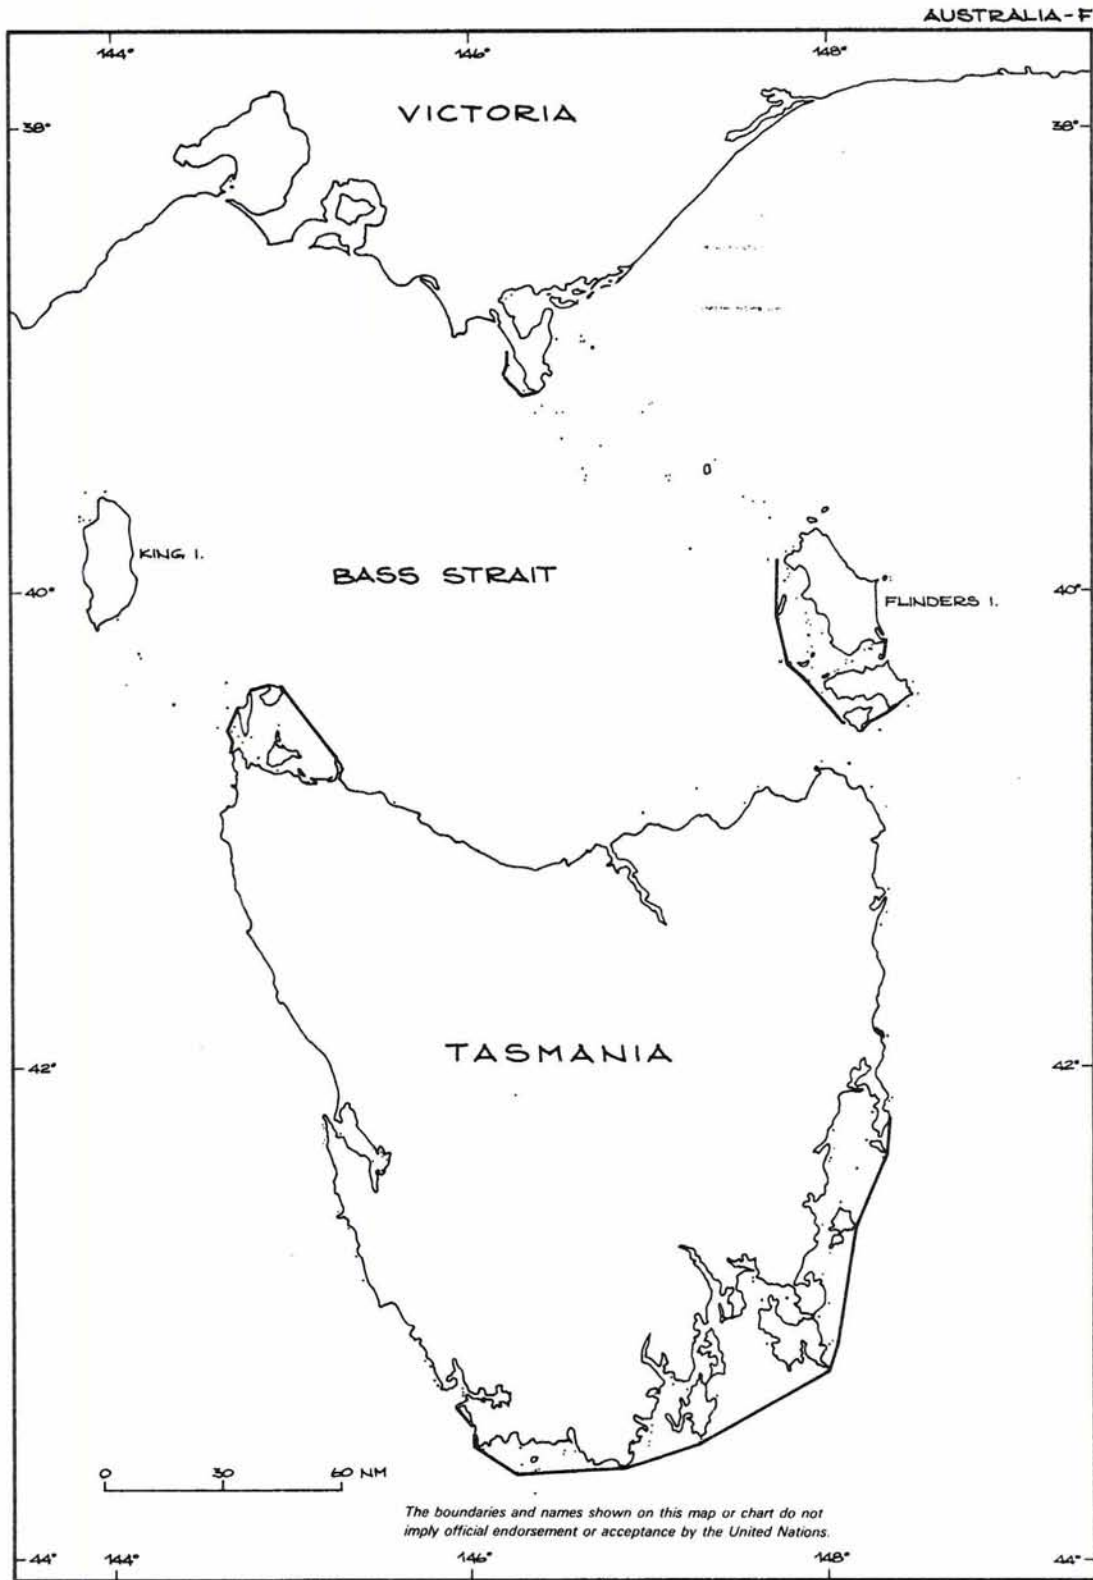 AUSTRALIA - F
144° 146° 148°
VICTORIA
38° 38°
KING I.
BASS STRAIT
40° 40°
FLINDERS I.
TASMANIA
42° 42°
0 30 60 NM
The boundaries and names shown on this map or chart do not
imply official endorsement or acceptance by the United Nations.
44° 144° 146° 148° 44°